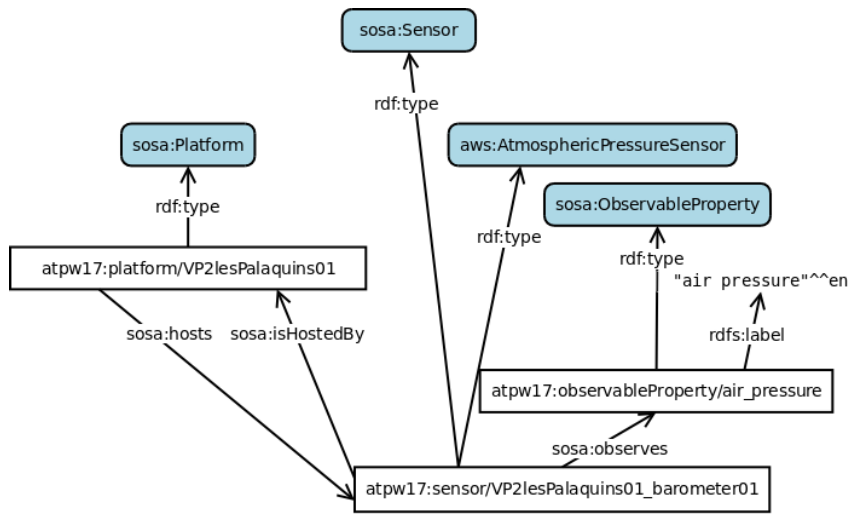 sosa:Sensor
rdf:type
sosa:Platform
aws:AtmosphericPressureSensor
sosa:ObservableProperty
rdf:type
rdf:type
rdf:type
atpw17:platform/VP2lesPalaquins01
"air pressure"^^en
sosa:hosts
sosa:isHostedBy
rdfs:label
atpw17:observableProperty/air_pressure
sosa:observes
atpw17:sensor/VP2lesPalaquins01_barometer01